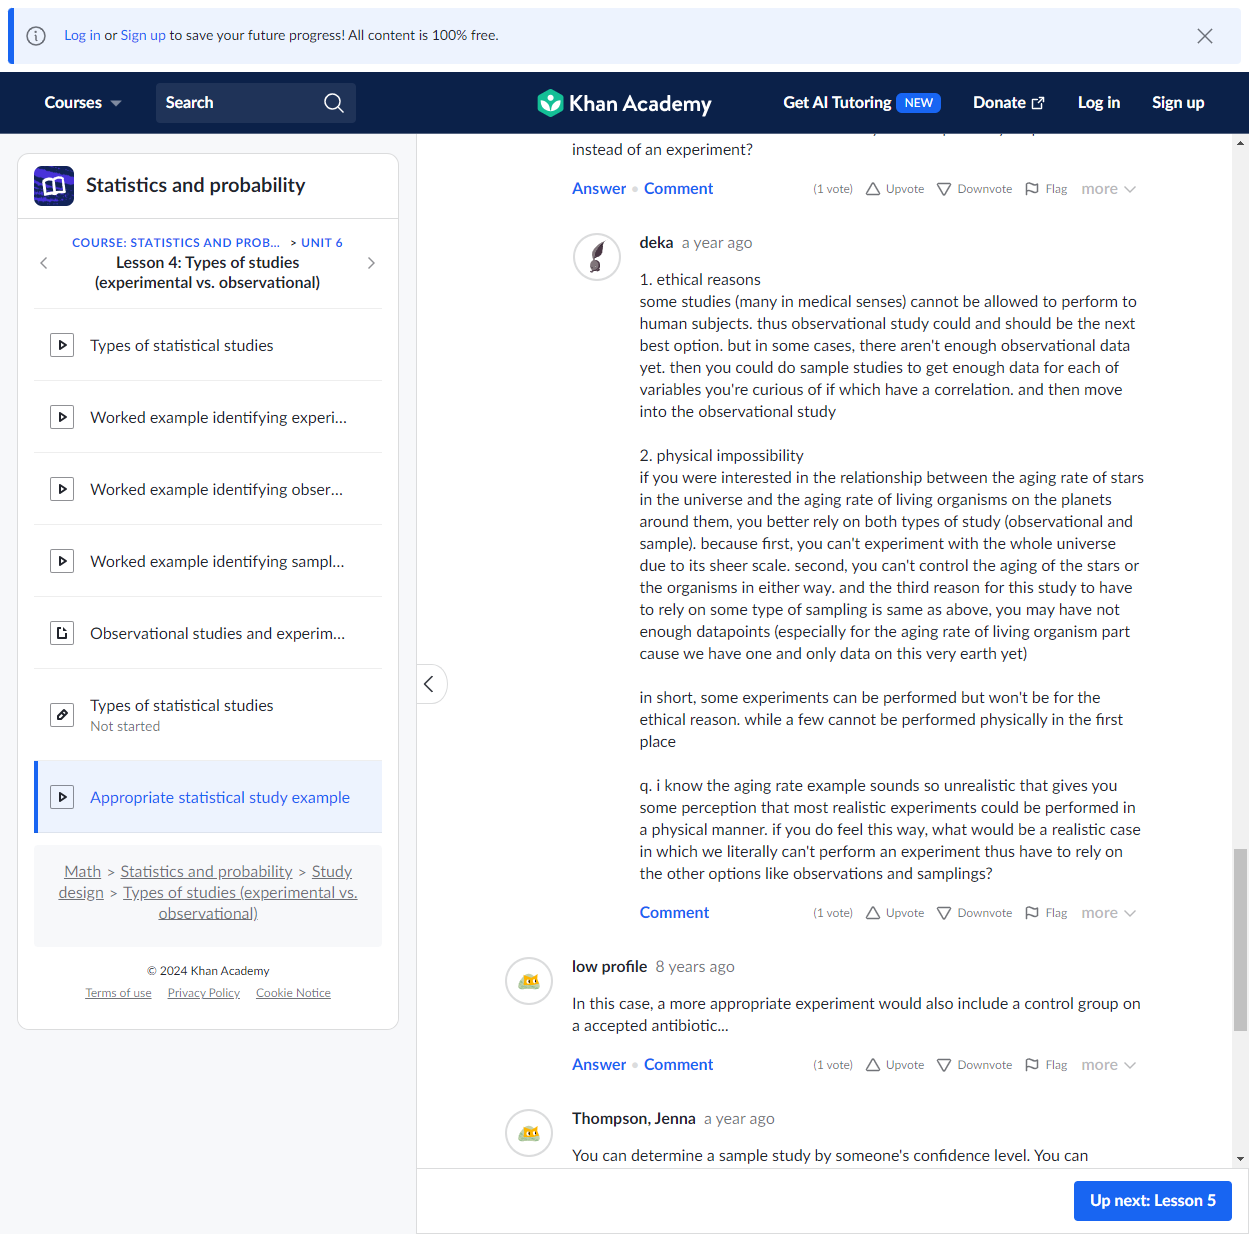 Log in or Sign up to save your future progress! All content is 100% free.
Courses
Search
Khan Academy
Get AI Tutoring NEW
Donate
Log in
Sign up
Statistics and probability
COURSE: STATISTICS AND PROB... > UNIT 6
Lesson 4: Types of studies
(experimental vs. observational)
Types of statistical studies
Worked example identifying experi...
Worked example identifying obser...
Worked example identifying sampl...
Observational studies and experim...
Types of statistical studies
Not started
Appropriate statistical study example
Math > Statistics and probability > Study
design > Types of studies (experimental vs.
observational)
© 2024 Khan Academy
Terms of use Privacy Policy Cookie Notice
instead of an experiment?
Answer • Comment (1 vote) Upvote Downvote Flag more
deka a year ago
1. ethical reasons
some studies (many in medical senses) cannot be allowed to perform to
human subjects. thus observational study could and should be the next
best option. but in some cases, there aren't enough observational data
yet. then you could do sample studies to get enough data for each of
variables you're curious of if which have a correlation. and then move
into the observational study
2. physical impossibility
if you were interested in the relationship between the aging rate of stars
in the universe and the aging rate of living organisms on the planets
around them, you better rely on both types of study (observational and
sample). because first, you can't experiment with the whole universe
due to its sheer scale. second, you can't control the aging of the stars or
the organisms in either way. and the third reason for this study to have
to rely on some type of sampling is same as above, you may have not
enough datapoints (especially for the aging rate of living organism part
cause we have one and only data on this very earth yet)
in short, some experiments can be performed but won't be for the
ethical reason. while a few cannot be performed physically in the first
place
q. i know the aging rate example sounds so unrealistic that gives you
some perception that most realistic experiments could be performed in
a physical manner. if you do feel this way, what would be a realistic case
in which we literally can't perform an experiment thus have to rely on
the other options like observations and samplings?
Comment (1 vote) Upvote Downvote Flag more
low profile 8 years ago
In this case, a more appropriate experiment would also include a control group on
a accepted antibiotic...
Answer • Comment (1 vote) Upvote Downvote Flag more
Thompson, Jenna a year ago
You can determine a sample study by someone's confidence level. You can
Up next: Lesson 5